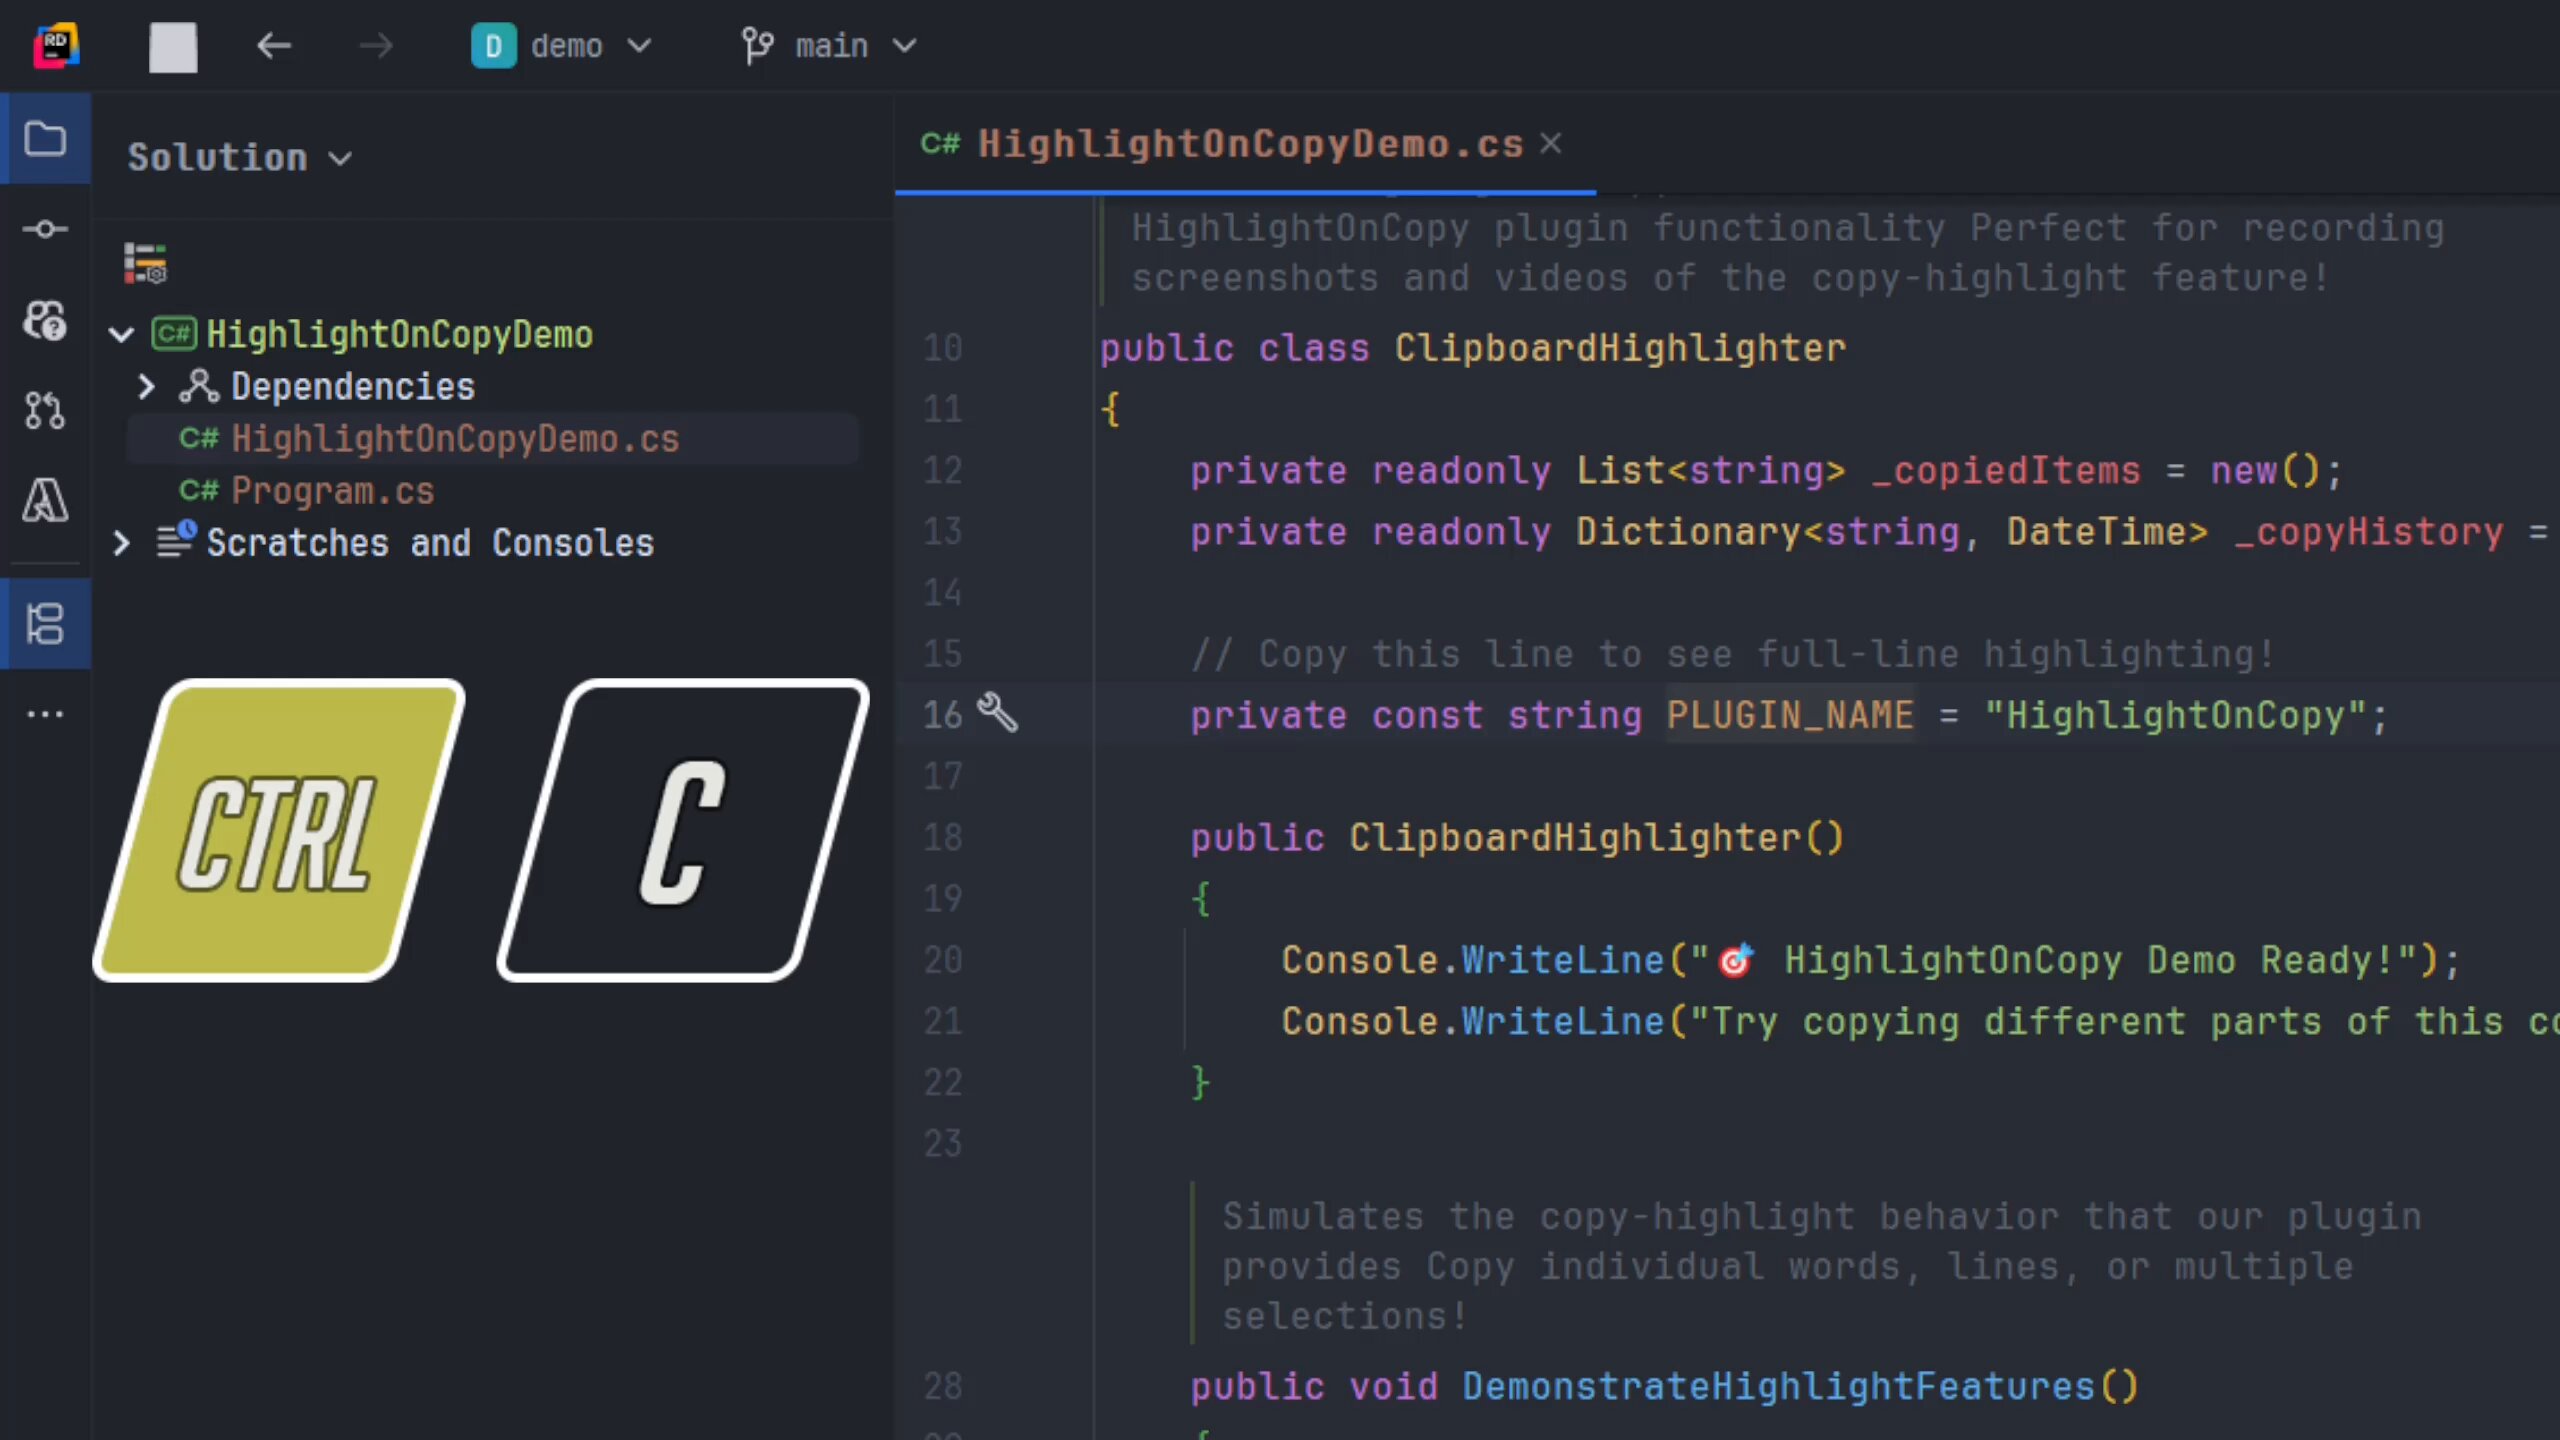 RD
D demo
main
Solution
C# HighlightOnCopyDemo
Dependencies
C# HighlightOnCopyDemo.cs
C# Program.cs
Scratches and Consoles
CTRL
C
C# HighlightOnCopyDemo.cs
HighlightOnCopy plugin functionality Perfect for recording
screenshots and videos of the copy-highlight feature!
10 public class ClipboardHighlighter
11 {
12 private readonly List<string> _copiedItems = new();
13 private readonly Dictionary<string, DateTime> _copyHistory =
14
15 // Copy this line to see full-line highlighting!
16 private const string PLUGIN_NAME = "HighlightOnCopy";
17
18 public ClipboardHighlighter()
19 {
20 Console.WriteLine("🎯 HighlightOnCopy Demo Ready!");
21 Console.WriteLine("Try copying different parts of this co
22 }
23
Simulates the copy-highlight behavior that our plugin
provides Copy individual words, lines, or multiple
selections!
28 public void DemonstrateHighlightFeatures()